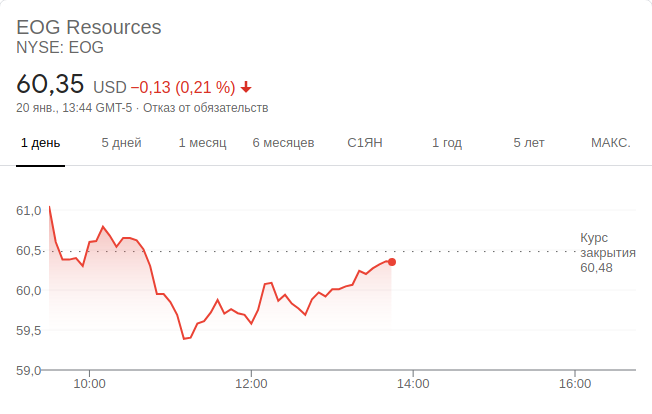 EOG Resources
NYSE: EOG
60,35 USD −0,13 (0,21 %)
20 янв., 13:44 GMT-5 · Отказ от обязательств
1 день 5 дней 1 месяц 6 месяцев С1ЯН 1 год 5 лет МАКС.
61,0
60,5
60,0
59,5
59,0
Курс
закрытия
60,48
10:00 12:00 14:00 16:00